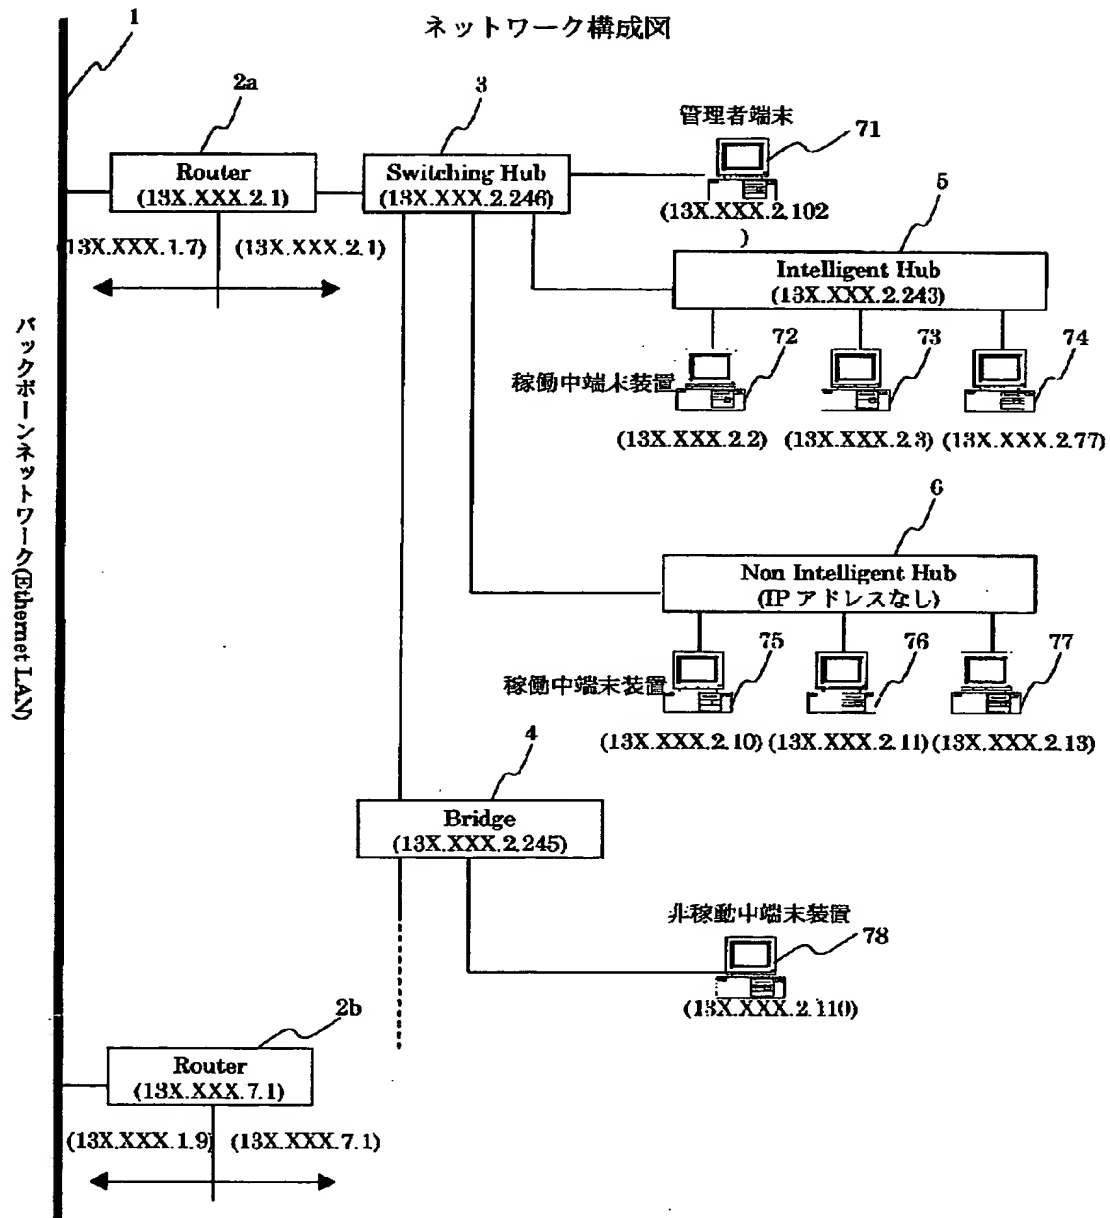 ネットワーク構成図
1
2a
3
管理者端末
71
Router
(13X.XXX.2.1)
Switching Hub
(13X.XXX.2.246)
(13X.XXX.2.102
)
5
(13X.XXX.1.7)
(13X.XXX.2.1)
Intelligent Hub
(13X.XXX.2.243)
72
73
74
稼働中端末装置
(13X.XXX.2.2)
(13X.XXX.2.3)
(13X.XXX.2.77)
バックボーンネットワーク(Ethernet LAN)
6
Non Intelligent Hub
(IP アドレスなし)
75
76
77
稼働中端末装置
(13X.XXX.2.10)
(13X.XXX.2.11)
(13X.XXX.2.13)
4
Bridge
(13X.XXX.2.245)
非稼動中端末装置
78
(13X.XXX.2.110)
2b
Router
(13X.XXX.7.1)
(13X.XXX.1.9)
(13X.XXX.7.1)